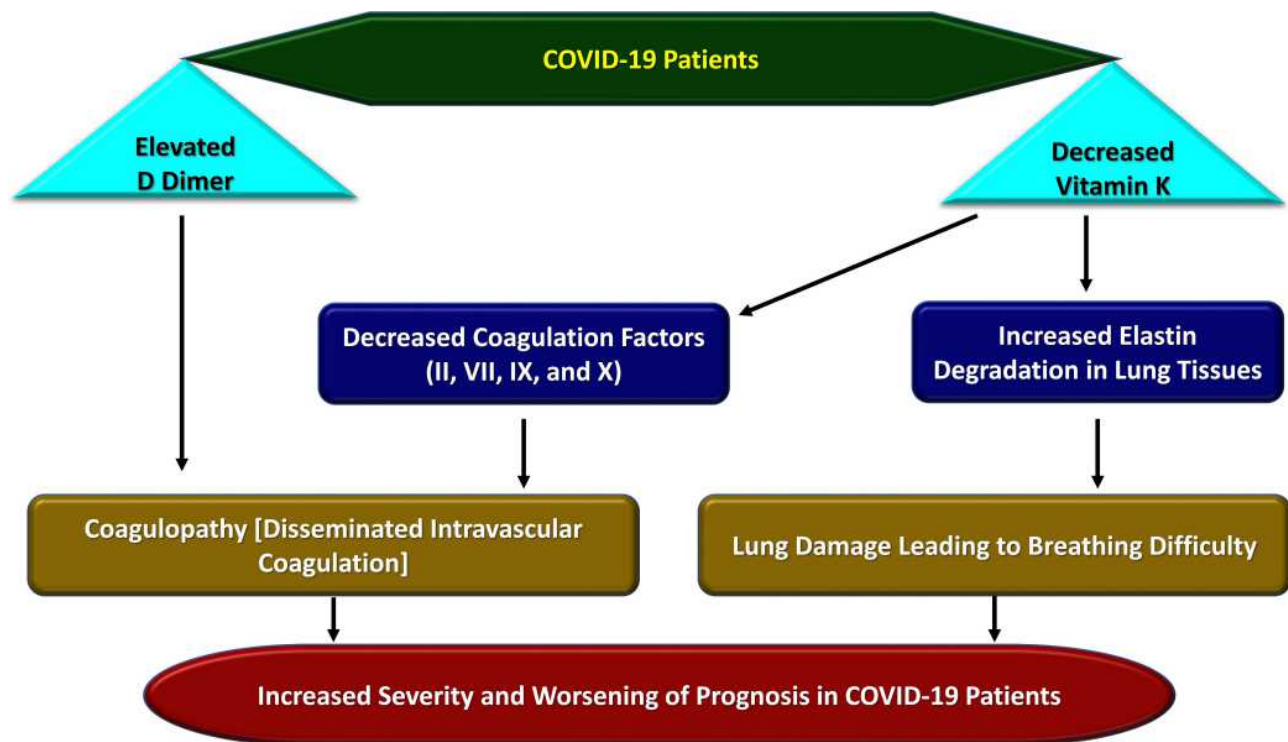 COVID-19 Patients
Elevated
D Dimer
Decreased
Vitamin K
Decreased Coagulation Factors
(II, VII, IX, and X)
Increased Elastin
Degradation in Lung Tissues
Coagulopathy [Disseminated Intravascular
Coagulation]
Lung Damage Leading to Breathing Difficulty
Increased Severity and Worsening of Prognosis in COVID-19 Patients